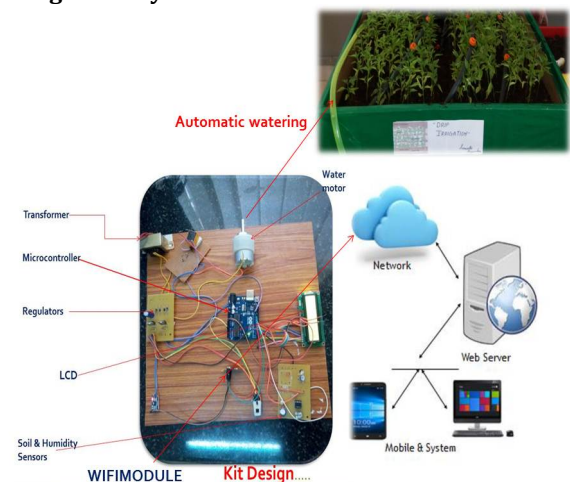 Automatic watering
DRIP
IRRIGATION
Water
motor
Transformer
Microcontroller
Network
Regulators
Web Server
LCD
Mobile & System
Soil & Humidity
Sensors
WIFIMODULE
Kit Design.....